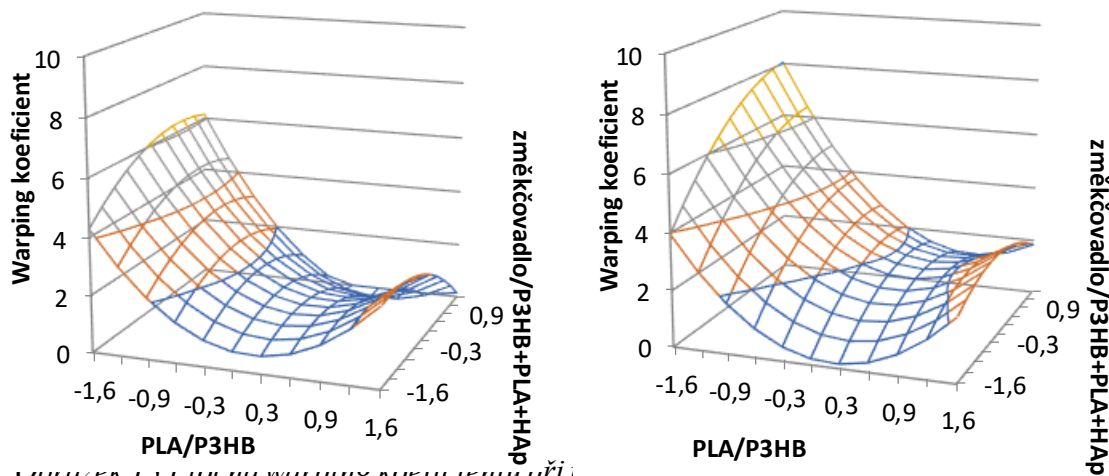 10
8
6
4
2
0
Warping koeficient
-1,6 -0,9 -0,3 0,3 0,9 1,6
PLA/P3HB
0,9
-0,3
-1,6
změkčovadlo/P3HB+PLA+HAp
10
8
6
4
2
0
Warping koeficient
-1,6 -0,9 -0,3 0,3 0,9 1,6
PLA/P3HB
0,9
-0,3
-1,6
změkčovadlo/P3HB+PLA+HAp